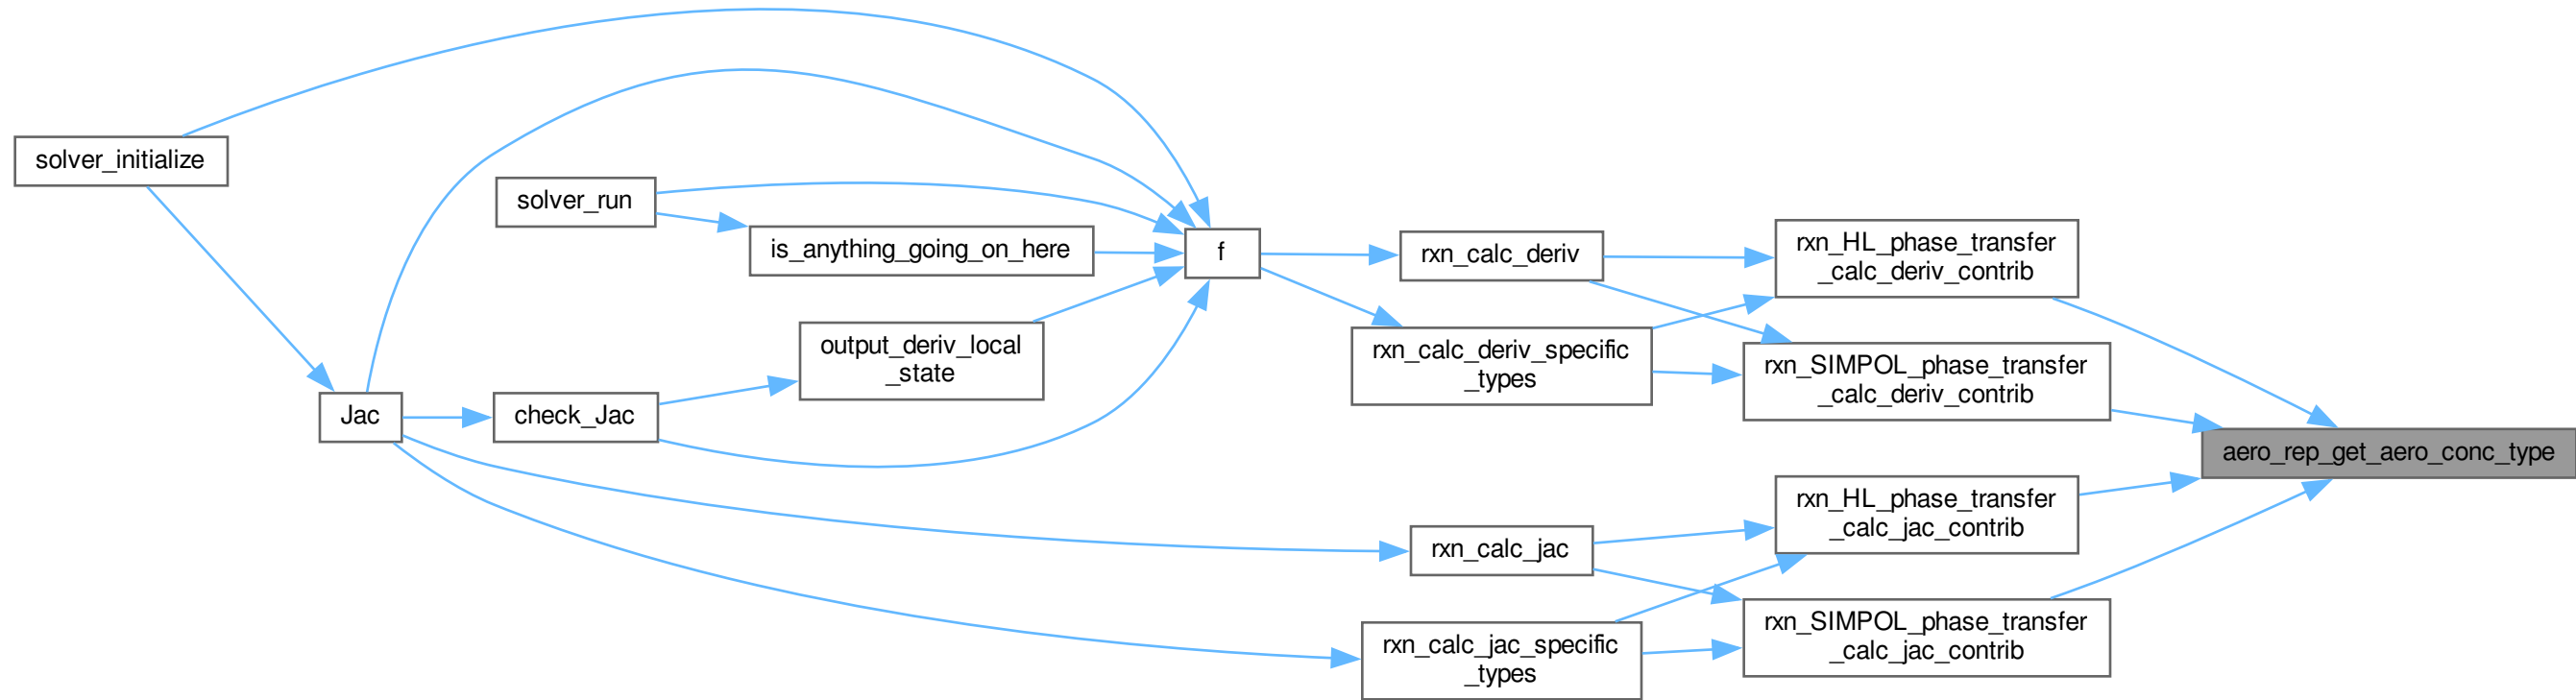 solver_initialize
solver_run
is_anything_going_on_here
f
rxn_calc_deriv
rxn_HL_phase_transfer
_calc_deriv_contrib
output_deriv_local
_state
rxn_calc_deriv_specific
_types
rxn_SIMPOL_phase_transfer
_calc_deriv_contrib
Jac
check_Jac
aero_rep_get_aero_conc_type
rxn_HL_phase_transfer
_calc_jac_contrib
rxn_calc_jac
rxn_SIMPOL_phase_transfer
_calc_jac_contrib
rxn_calc_jac_specific
_types